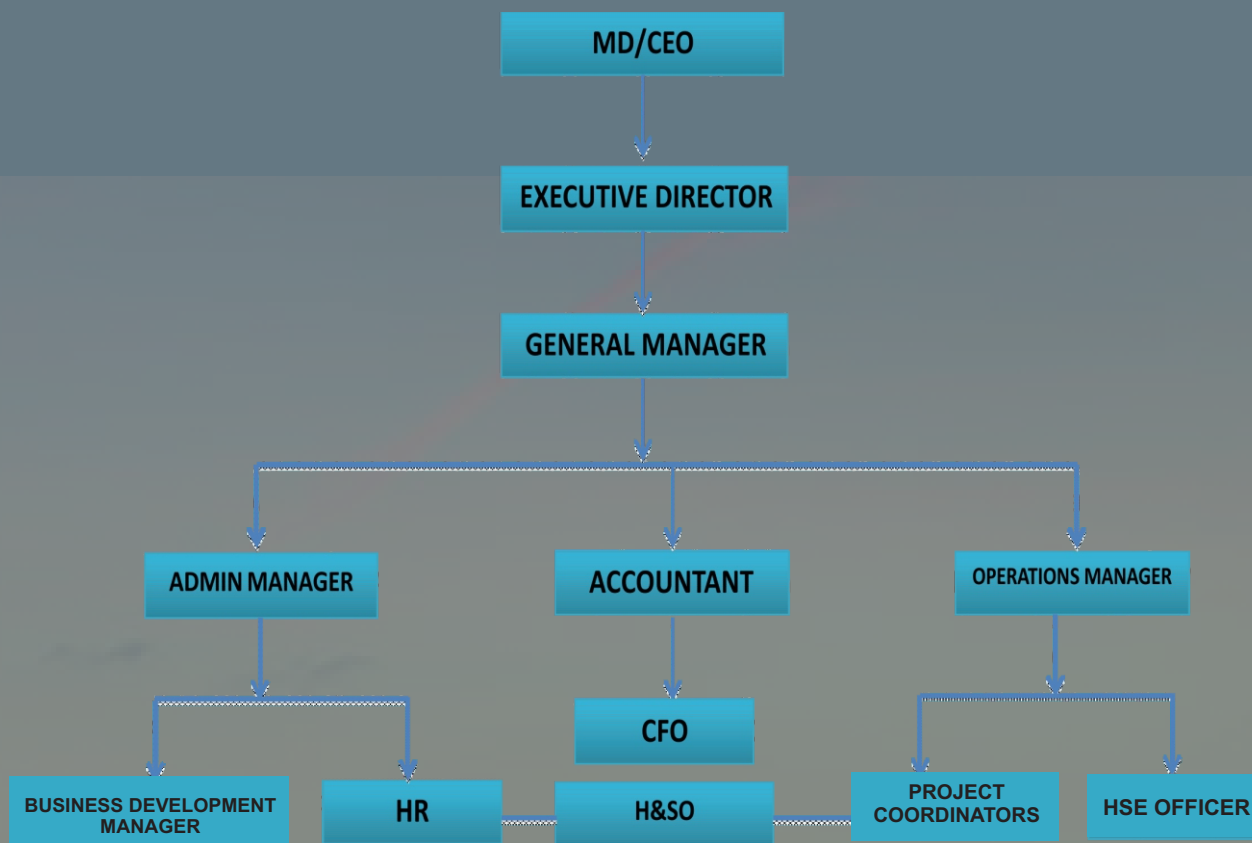 MD/CEO
EXECUTIVE DIRECTOR
GENERAL MANAGER
ADMIN MANAGER
ACCOUNTANT
OPERATIONS MANAGER
CFO
BUSINESS DEVELOPMENT
MANAGER
HR
H&SO
PROJECT
COORDINATORS
HSE OFFICER